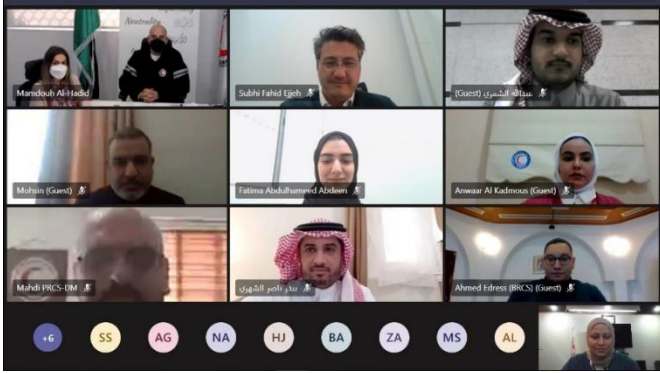 Neutrality
Mamdouh Al-Hadid
Subhi Fahid Ejjeh
عبدالله الشمري (Guest)
Mohsin (Guest)
Fatima Abdulhameed Abdeen
Anwaar Al Kadmous (Guest)
Mahdi PRCS-DM
بندر ناصر الشهري
Ahmed Edress (BRCS) (Guest)
+6
SS
AG
NA
HJ
BA
ZA
MS
AL